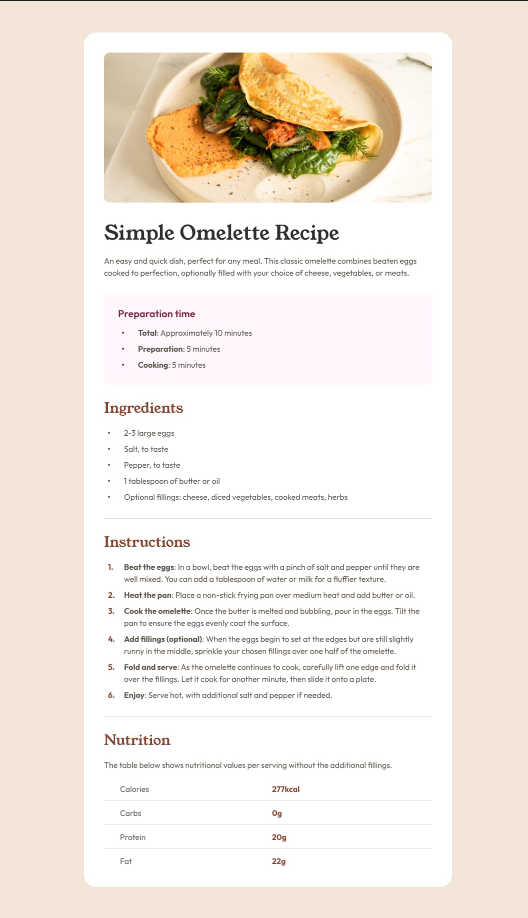 Simple Omelette Recipe
An easy and quick dish, perfect for any meal. This classic omelette combines beaten eggs
cooked to perfection, optionally filled with your choice of cheese, vegetables, or meats.
Preparation time
• Total: Approximately 10 minutes
• Preparation: 5 minutes
• Cooking: 5 minutes
Ingredients
• 2-3 large eggs
• Salt, to taste
• Pepper, to taste
• 1 tablespoon of butter or oil
• Optional fillings: cheese, diced vegetables, cooked meats, herbs
Instructions
1. Beat the eggs: In a bowl, beat the eggs with a pinch of salt and pepper until they are
well mixed. You can add a tablespoon of water or milk for a fluffier texture.
2. Heat the pan: Place a non-stick frying pan over medium heat and add butter or oil.
3. Cook the omelette: Once the butter is melted and bubbling, pour in the eggs. Tilt the
pan to ensure the eggs evenly coat the surface.
4. Add fillings (optional): When the eggs begin to set at the edges but are still slightly
runny in the middle, sprinkle your chosen fillings over one half of the omelette.
5. Fold and serve: As the omelette continues to cook, carefully lift one edge and fold it
over the fillings. Let it cook for another minute, then slide it onto a plate.
6. Enjoy: Serve hot, with additional salt and pepper if needed.
Nutrition
The table below shows nutritional values per serving without the additional fillings.
Calories 277kcal
Carbs 0g
Protein 20g
Fat 22g